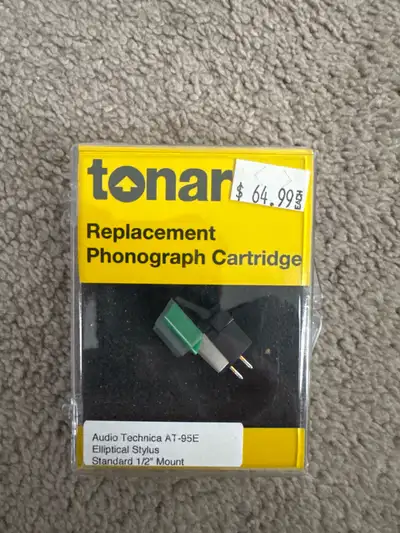 tonar
$ 64.99 EACH
Replacement
Phonograph Cartridge
Audio Technica AT-95E
Elliptical Stylus
Standard 1/2" Mount